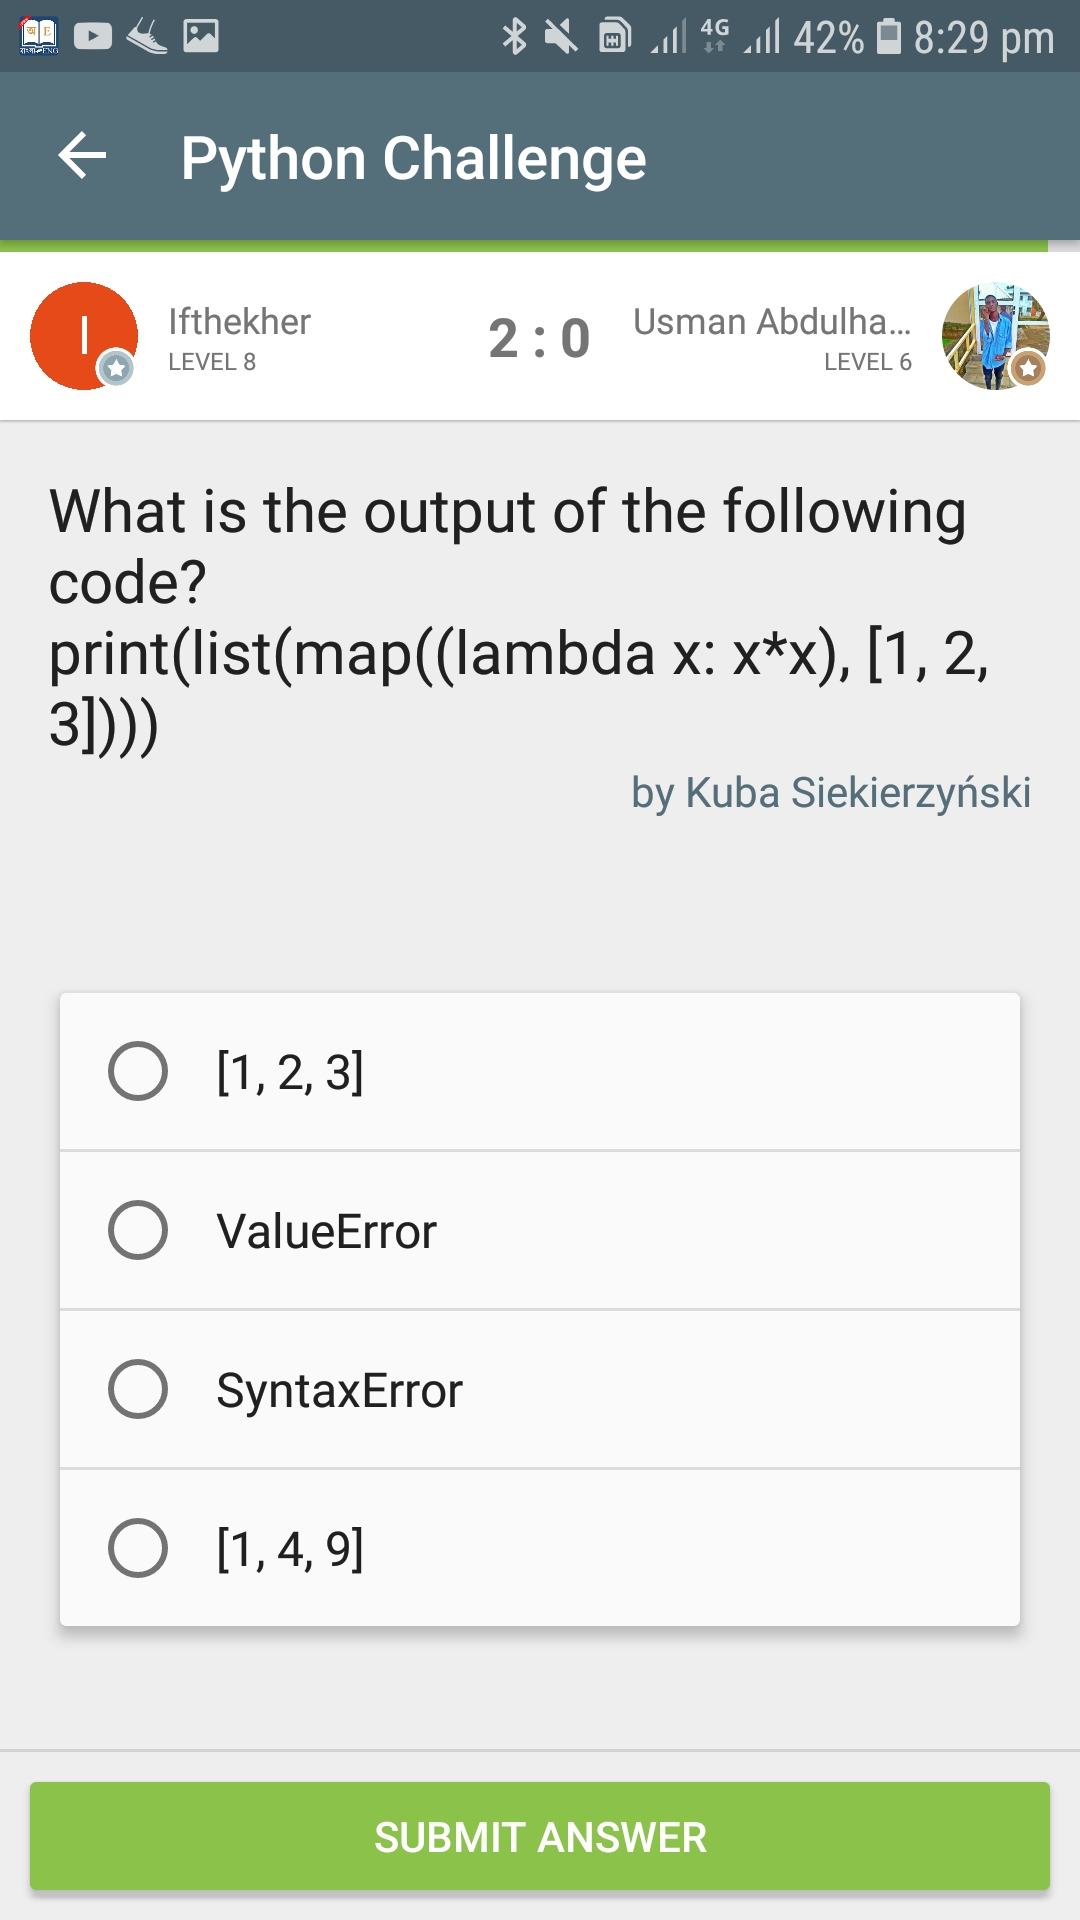 4G 42% 8:29 pm
Python Challenge
I
Ifthekher
LEVEL 8
2 : 0
Usman Abdulha...
LEVEL 6
What is the output of the following
code?
print(list(map((lambda x: x*x), [1, 2,
3])))
by Kuba Siekierzyński
[1, 2, 3]
ValueError
SyntaxError
[1, 4, 9]
SUBMIT ANSWER